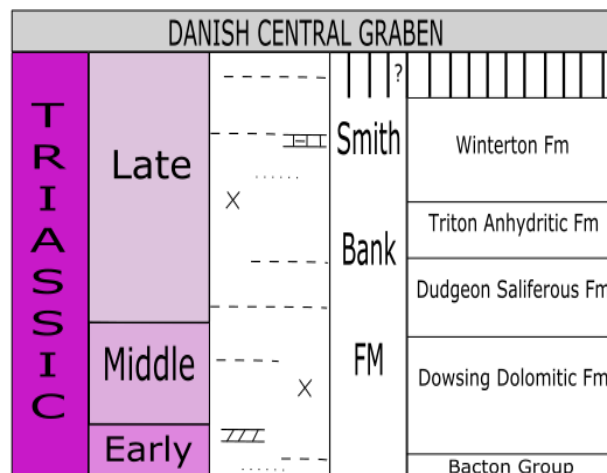 DANISH CENTRAL GRABEN
TRIASSIC
Late
Middle
Early
?
Smith
Bank
FM
Winterton Fm
Triton Anhydritic Fm
Dudgeon Saliferous Fm
Dowsing Dolomitic Fm
Bacton Group